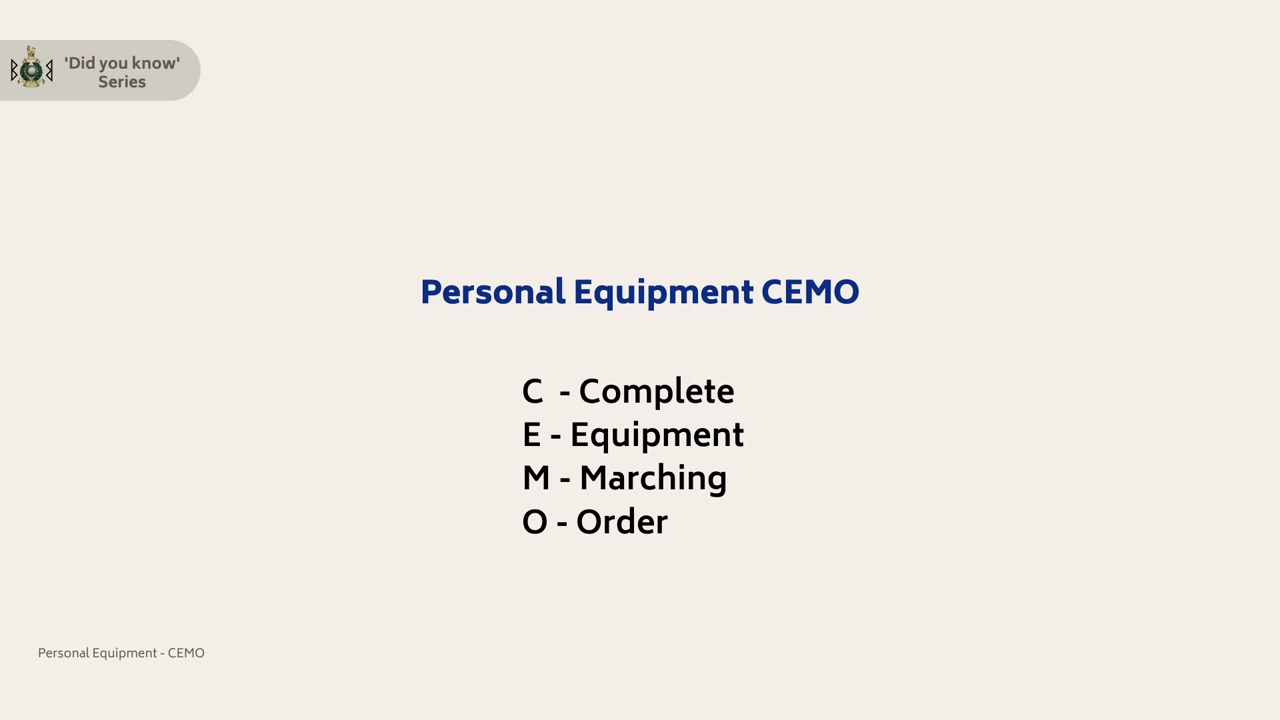 'Did you know'
Series
Personal Equipment CEMO
C - Complete
E - Equipment
M - Marching
O - Order
Personal Equipment - CEMO